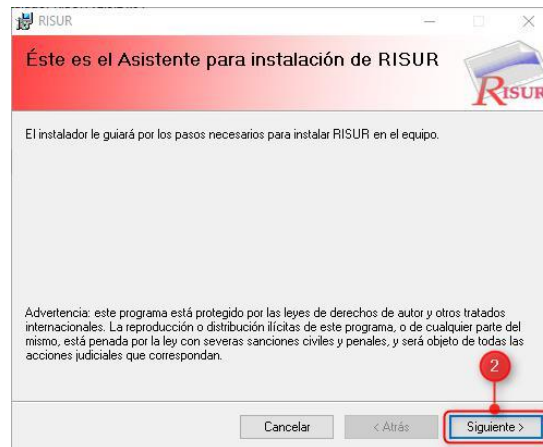 RISUR
Éste es el Asistente para instalación de RISUR
RISUR
El instalador le guiará por los pasos necesarios para instalar RISUR en el equipo.
Advertencia: este programa está protegido por las leyes de derechos de autor y otros tratados
internacionales. La reproducción o distribución ilícitas de este programa, o de cualquier parte del
mismo, está penada por la ley con severas sanciones civiles y penales, y será objeto de todas las
acciones judiciales que correspondan.
2
Cancelar
< Atrás
Siguiente >